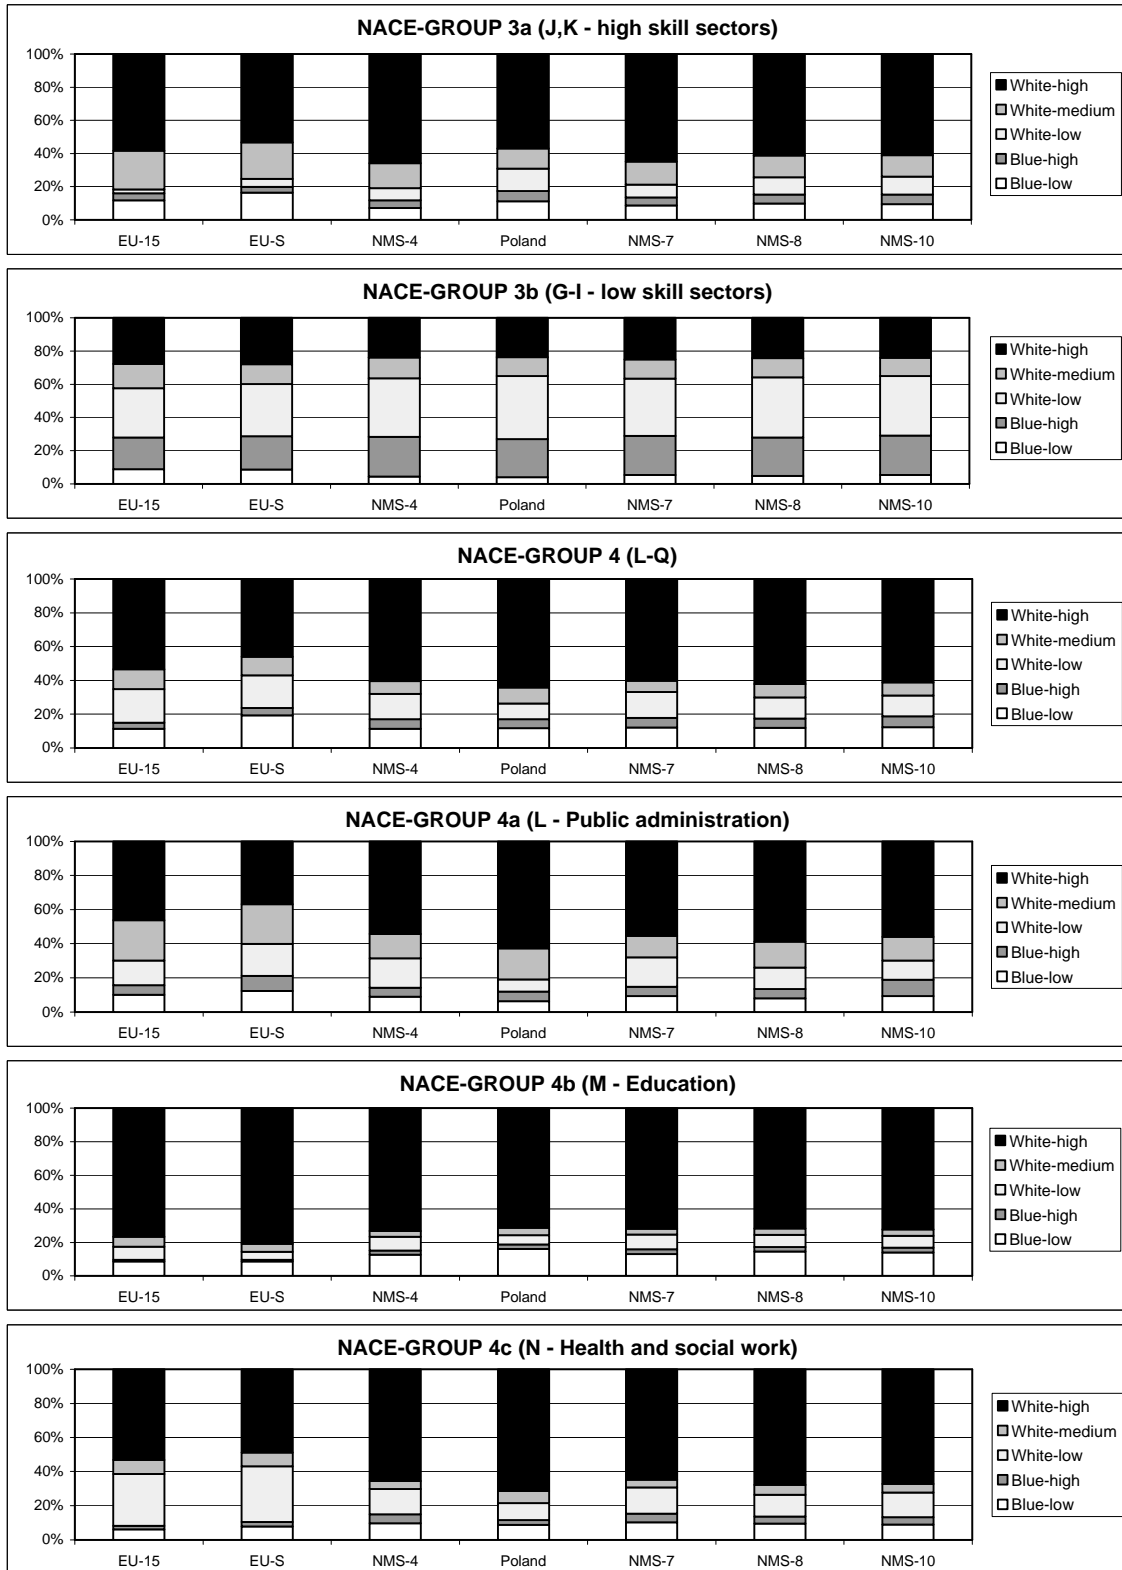 NACE-GROUP 3a (J,K - high skill sectors)
100%
80%
60%
40%
20%
0%
EU-15 EU-S NMS-4 Poland NMS-7 NMS-8 NMS-10
White-high
White-medium
White-low
Blue-high
Blue-low
NACE-GROUP 3b (G-I - low skill sectors)
100%
80%
60%
40%
20%
0%
EU-15 EU-S NMS-4 Poland NMS-7 NMS-8 NMS-10
White-high
White-medium
White-low
Blue-high
Blue-low
NACE-GROUP 4 (L-Q)
100%
80%
60%
40%
20%
0%
EU-15 EU-S NMS-4 Poland NMS-7 NMS-8 NMS-10
White-high
White-medium
White-low
Blue-high
Blue-low
NACE-GROUP 4a (L - Public administration)
100%
80%
60%
40%
20%
0%
EU-15 EU-S NMS-4 Poland NMS-7 NMS-8 NMS-10
White-high
White-medium
White-low
Blue-high
Blue-low
NACE-GROUP 4b (M - Education)
100%
80%
60%
40%
20%
0%
EU-15 EU-S NMS-4 Poland NMS-7 NMS-8 NMS-10
White-high
White-medium
White-low
Blue-high
Blue-low
NACE-GROUP 4c (N - Health and social work)
100%
80%
60%
40%
20%
0%
EU-15 EU-S NMS-4 Poland NMS-7 NMS-8 NMS-10
White-high
White-medium
White-low
Blue-high
Blue-low